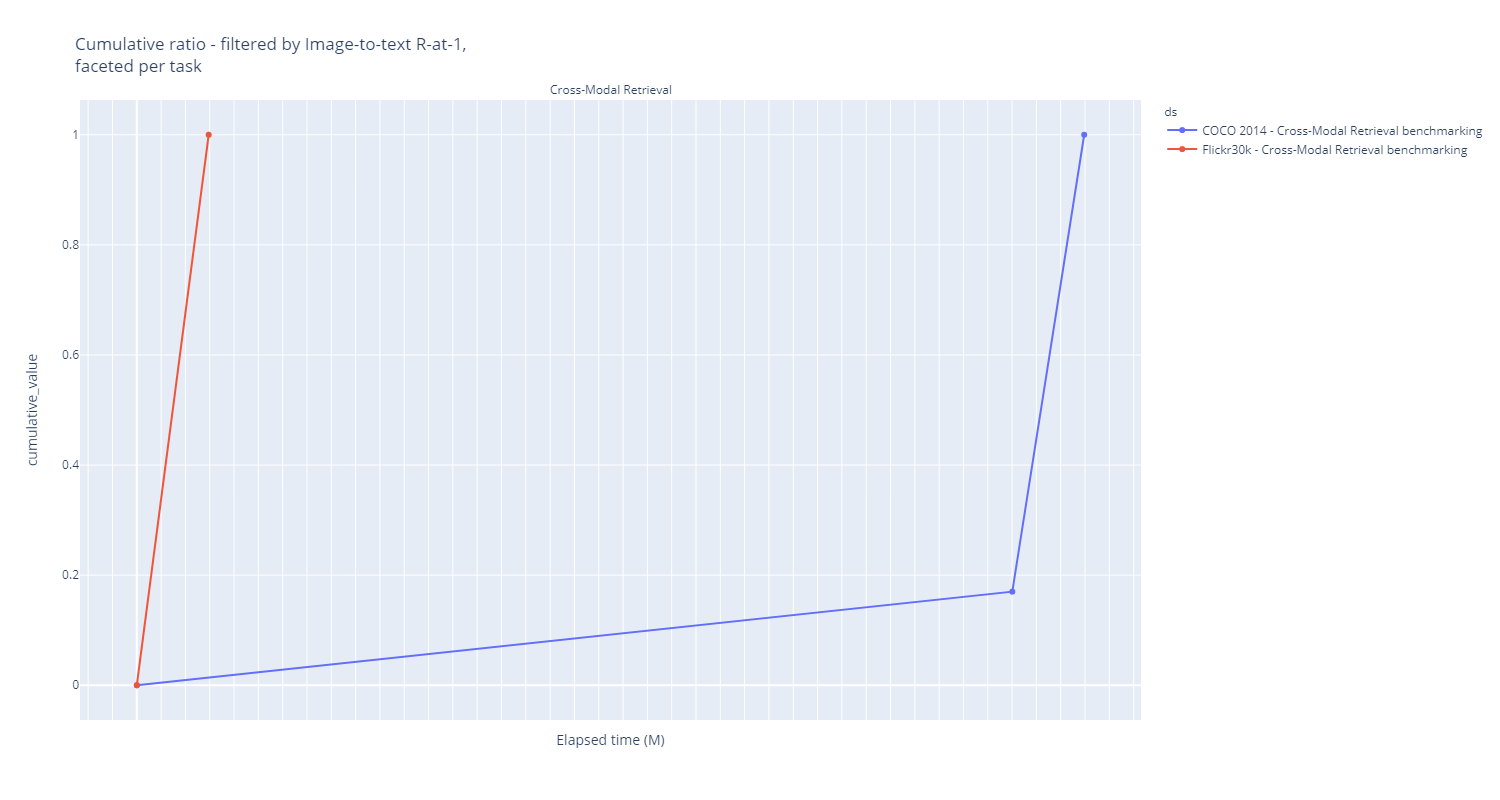 Cumulative ratio - filtered by Image-to-text R-at-1,
faceted per task
Cross-Modal Retrieval
ds
COCO 2014 - Cross-Modal Retrieval benchmarking
Flickr30k - Cross-Modal Retrieval benchmarking
1
0.8
0.6
0.4
0.2
0
cumulative_value
Elapsed time (M)